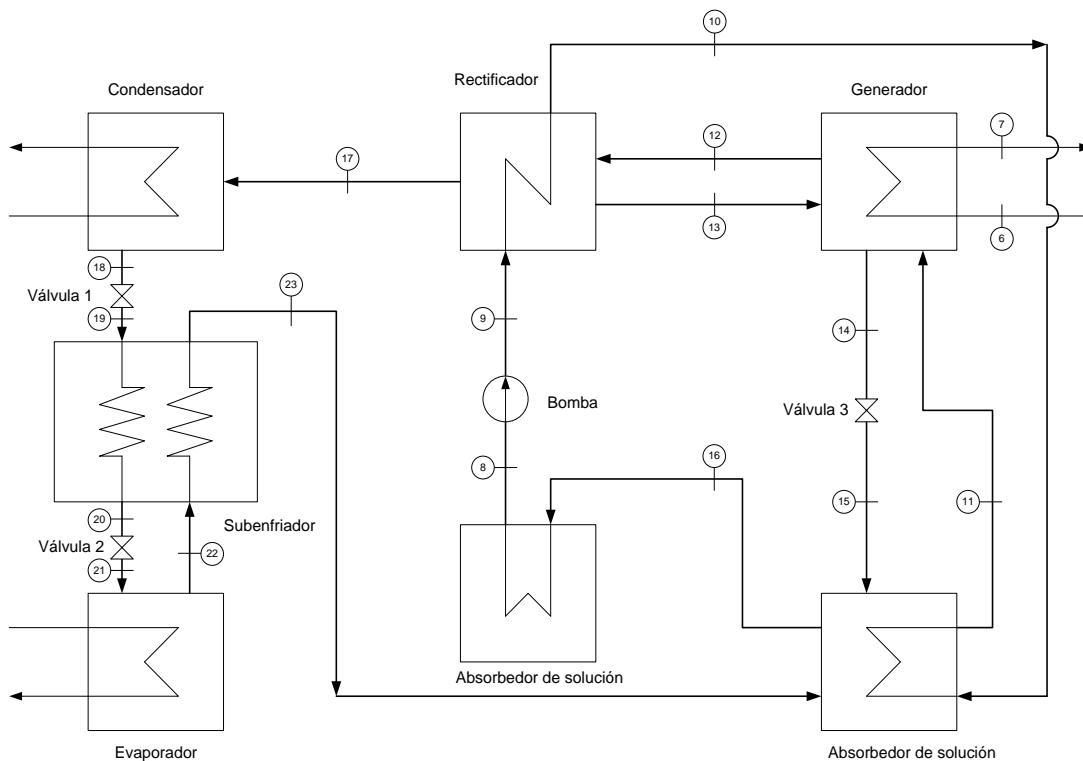 10
Rectificador
Condensador
Generador
7
12
17
13
6
18
23
Válvula 1
19
9
14
Bomba
Válvula 3
8
16
15
11
20
Subenfriador
Válvula 2
22
21
Absorbedor de solución
Evaporador
Absorbedor de solución